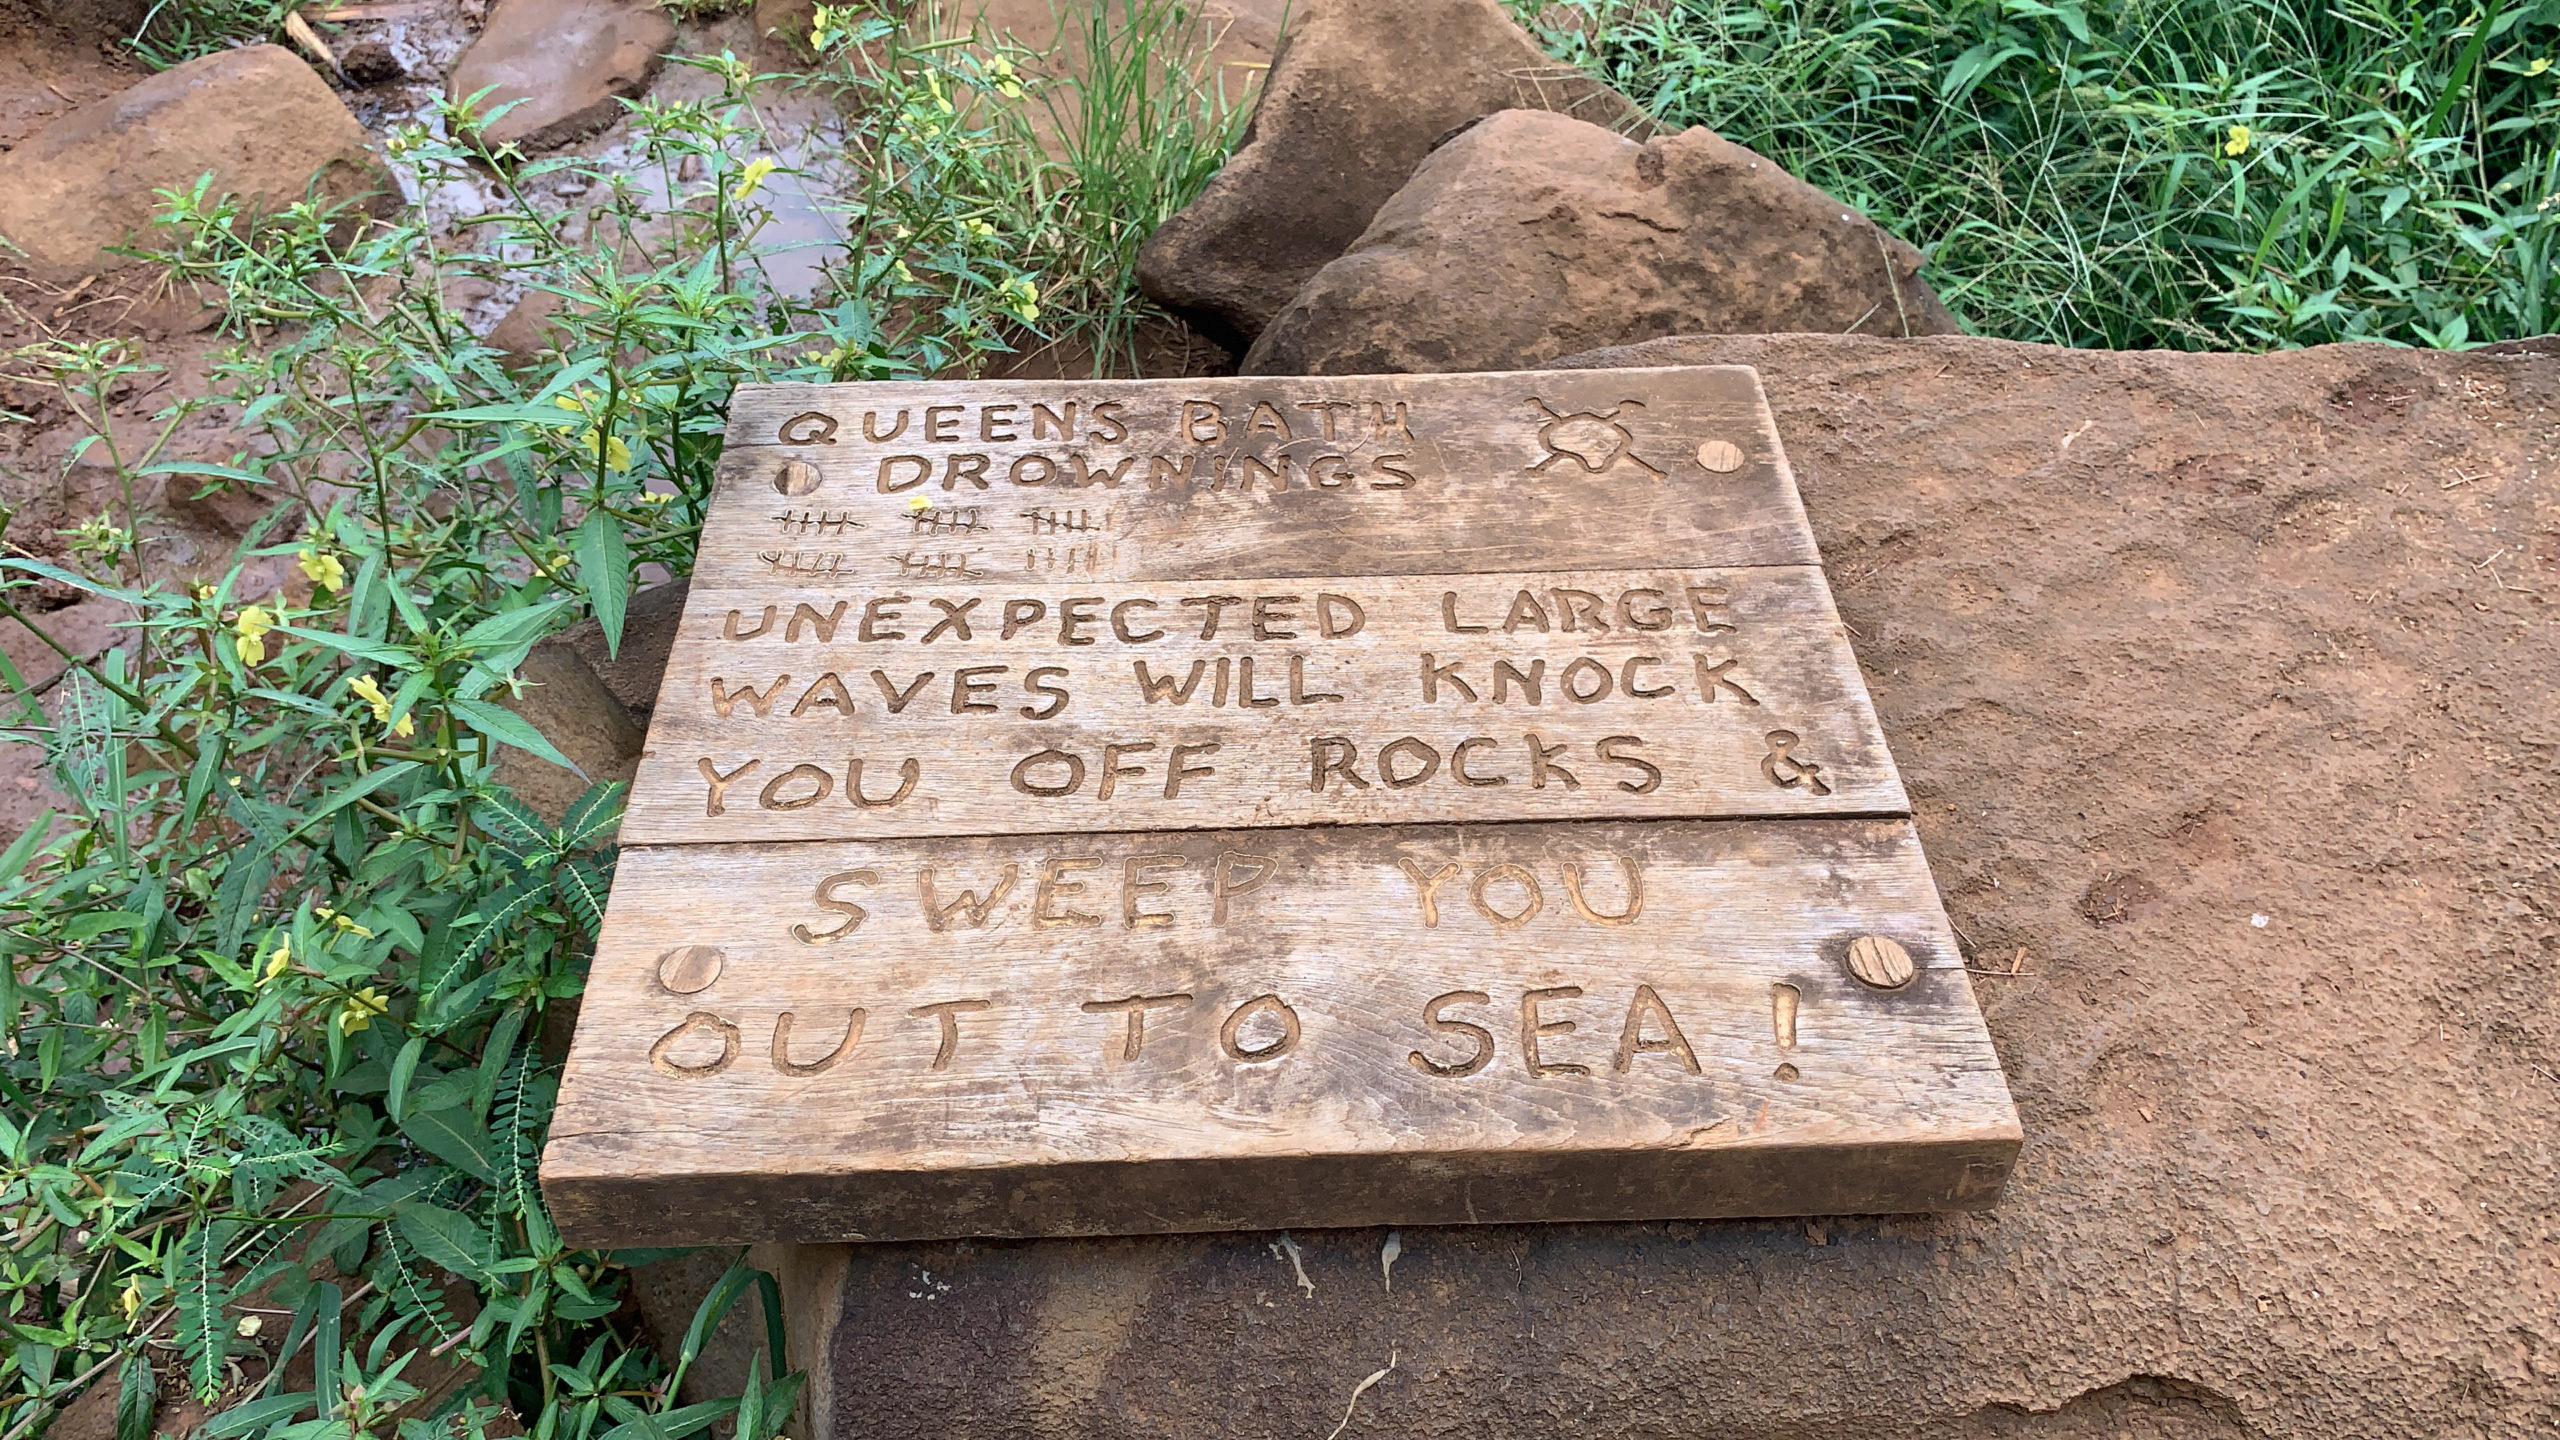 QUEENS BATH
DROWNINGS
UNEXPECTED LARGE
WAVES WILL KNOCK
YOU OFF ROCKS &
SWEEP YOU
OUT TO SEA!